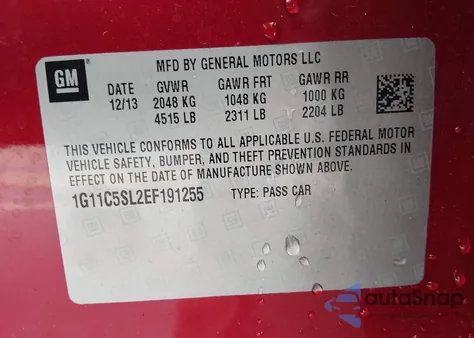 GM
MFD BY GENERAL MOTORS LLC
DATE GVWR GAWR FRT GAWR RR
12/13 2048 KG 1048 KG 1000 KG
4515 LB 2311 LB 2204 LB
THIS VEHICLE CONFORMS TO ALL APPLICABLE U.S. FEDERAL MOTOR
VEHICLE SAFETY, BUMPER, AND THEFT PREVENTION STANDARDS IN
EFFECT ON THE DATE OF MANUFACTURE SHOWN ABOVE.
1G11C5SL2EF191255 TYPE: PASS CAR
autoSnap